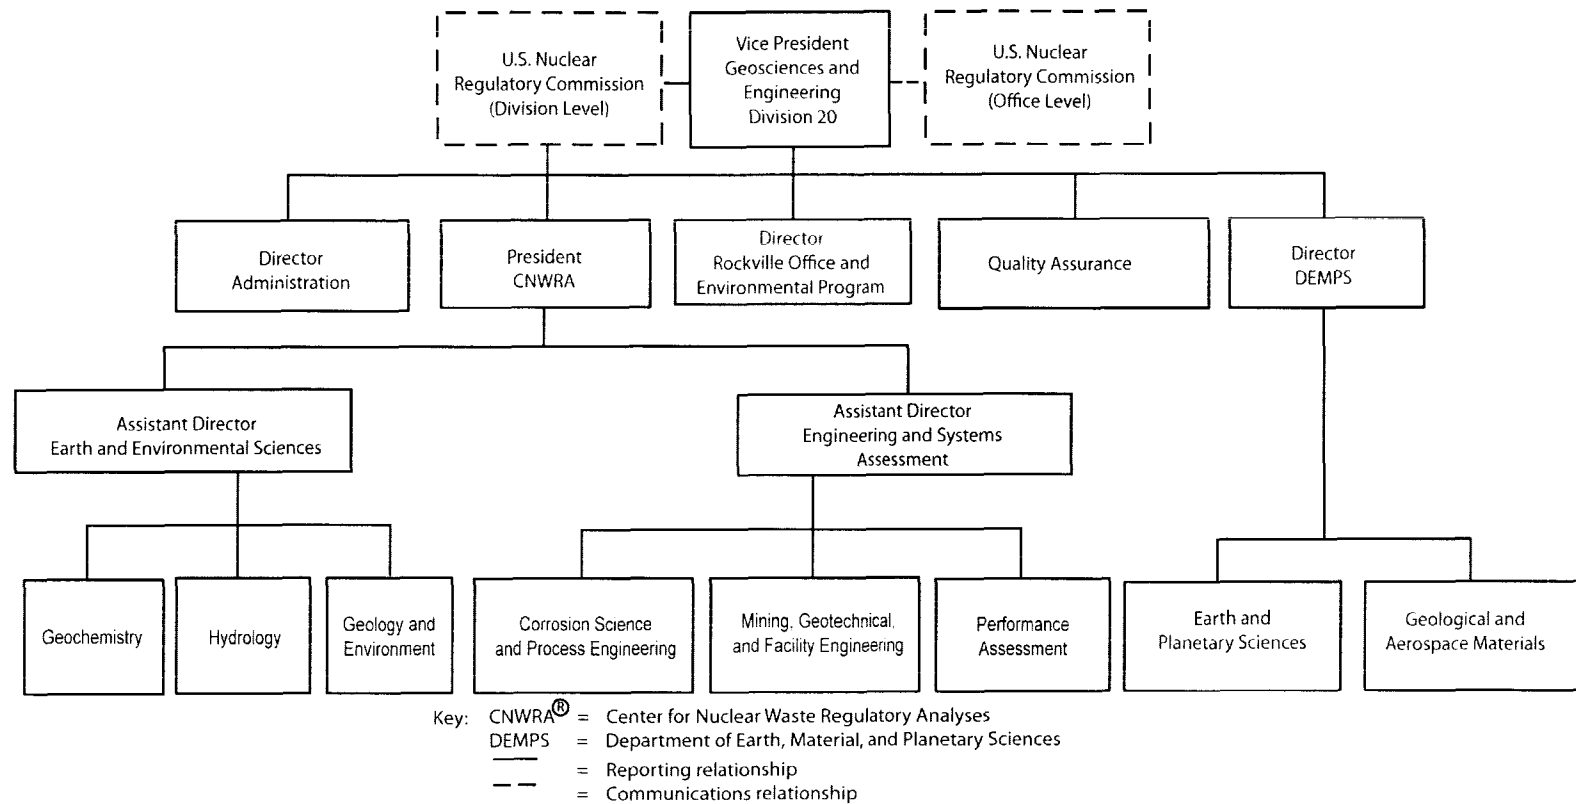 U.S. Nuclear
Regulatory Commission
(Division Level)
Vice President
Geosciences and
Engineering
Division 20
U.S. Nuclear
Regulatory Commission
(Office Level)
Director
Administration
President
CNWRA
Director
Rockville Office and
Environmental Program
Quality Assurance
Director
DEMPS
Assistant Director
Earth and Environmental Sciences
Assistant Director
Engineering and Systems
Assessment
Geochemistry
Hydrology
Geology and
Environment
Corrosion Science
and Process Engineering
Mining, Geotechnical,
and Facility Engineering
Performance
Assessment
Earth and
Planetary Sciences
Geological and
Aerospace Materials
Key: CNWRA® = Center for Nuclear Waste Regulatory Analyses
DEMPS = Department of Earth, Material, and Planetary Sciences
= Reporting relationship
= Communications relationship